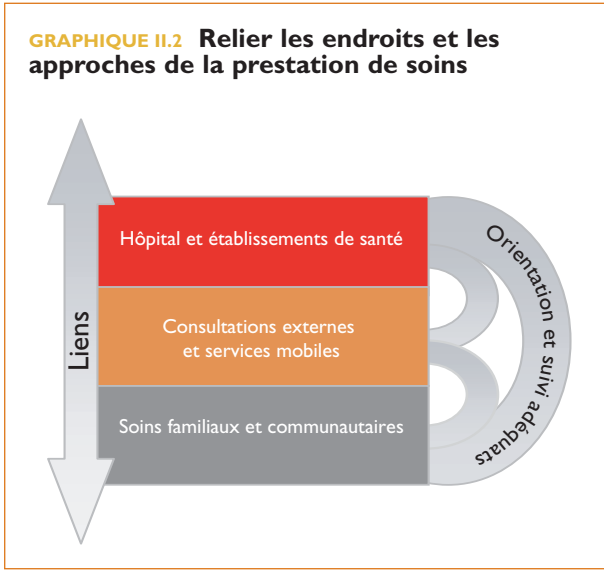 GRAPHIQUE II.2 Relier les endroits et les
approches de la prestation de soins
Liens
Hôpital et établissements de santé
Consultations externes
et services mobiles
Soins familiaux et communautaires
Orientation et suivi adéquats